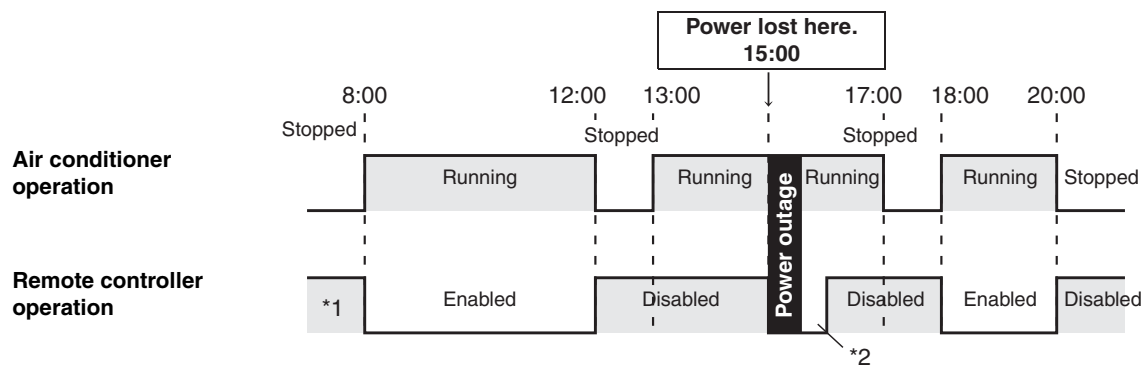 Power lost here.
15:00
8:00 12:00 13:00 17:00 18:00 20:00
Stopped Stopped Stopped
Air conditioner
operation
Running Running Running Running Stopped
Power outage
Remote controller
operation
*1 Enabled Disabled Disabled Enabled Disabled
*2